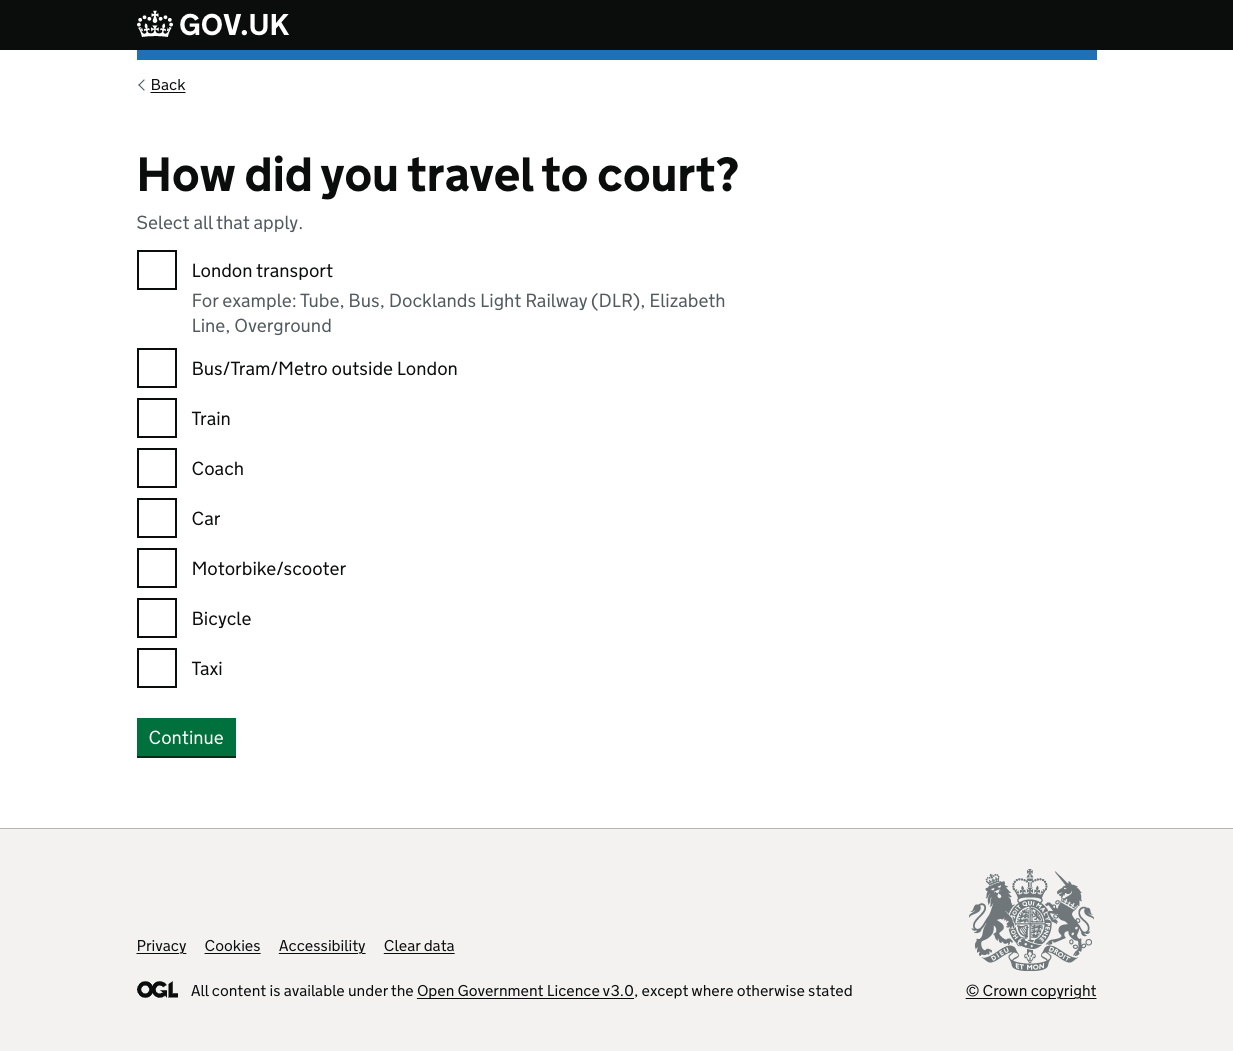 GOV.UK
Back
How did you travel to court?
Select all that apply.
London transport
For example: Tube, Bus, Docklands Light Railway (DLR), Elizabeth
Line, Overground
Bus/Tram/Metro outside London
Train
Coach
Car
Motorbike/scooter
Bicycle
Taxi
Continue
Privacy Cookies Accessibility Clear data
OGL All content is available under the Open Government Licence v3.0, except where otherwise stated
DIEU ET MON DROIT
© Crown copyright